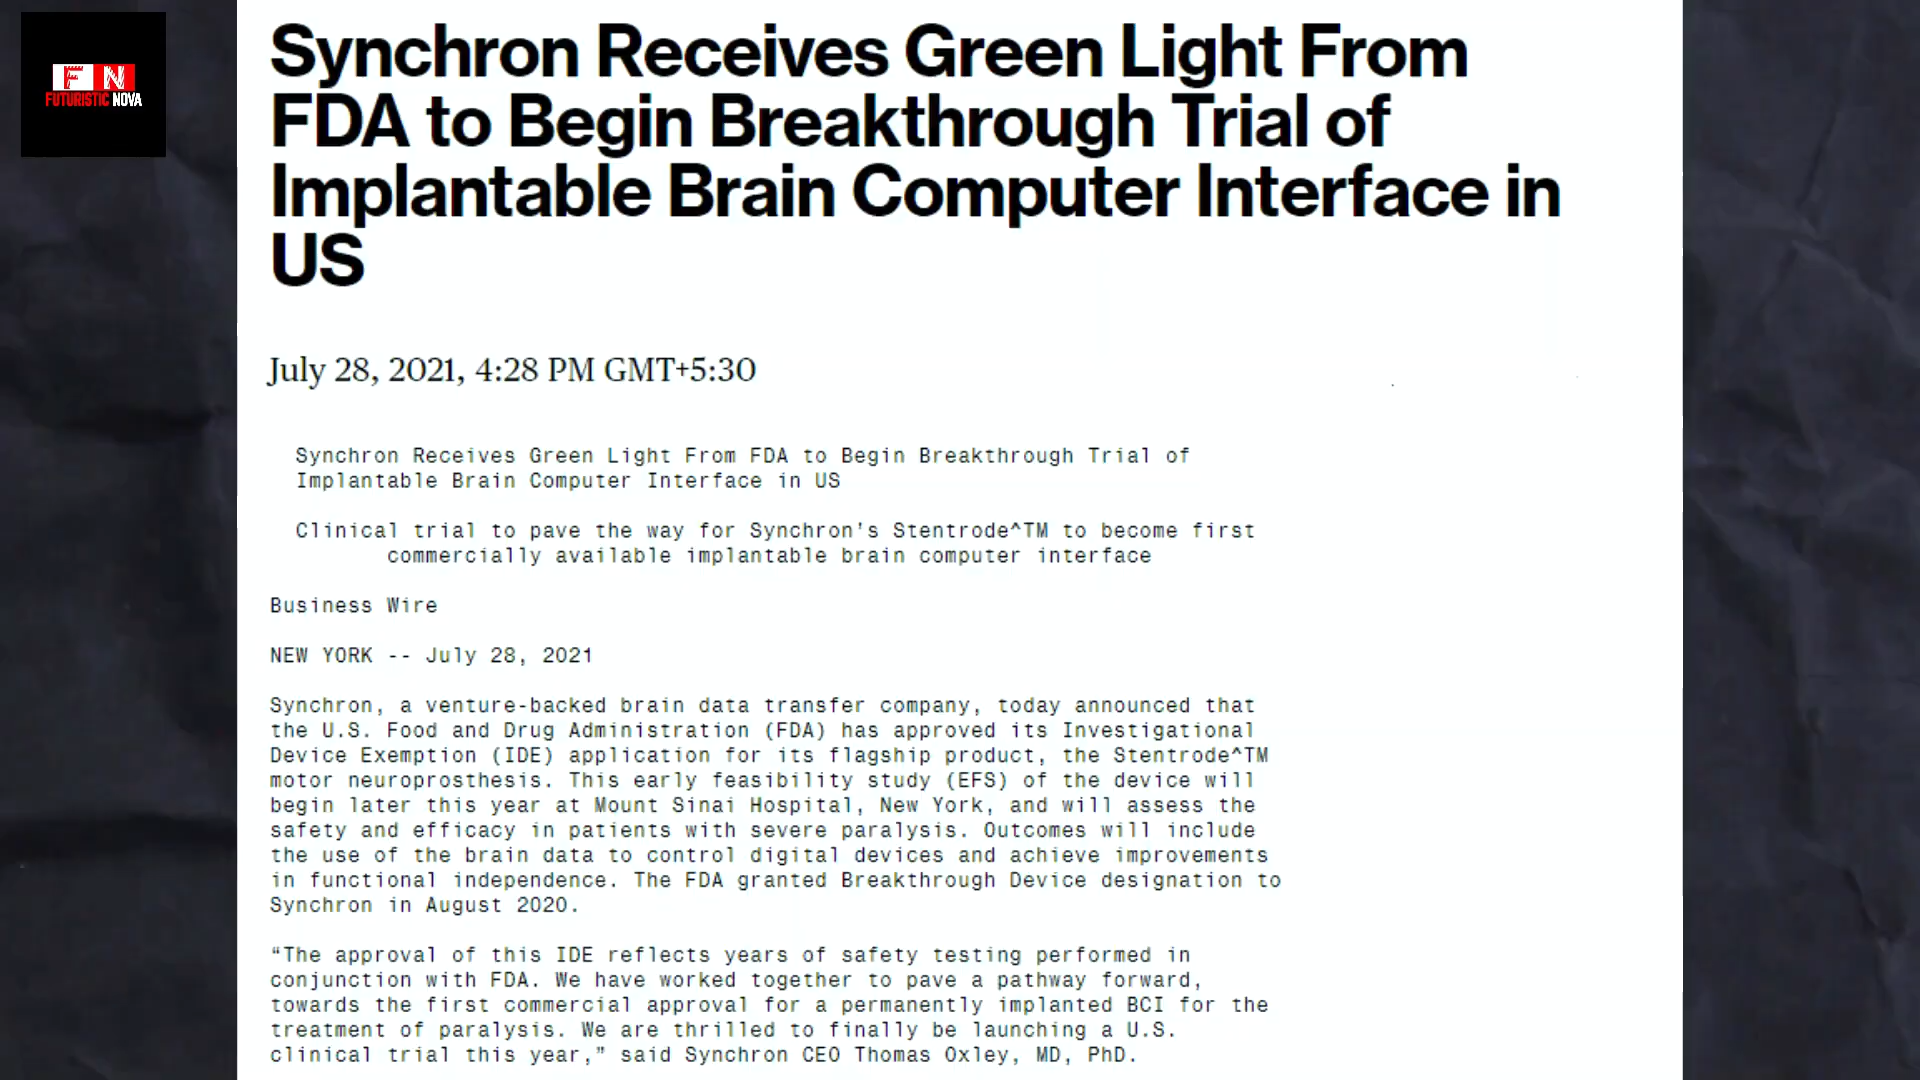 FN
FUTURISTIC NOVA
Synchron Receives Green Light From
FDA to Begin Breakthrough Trial of
Implantable Brain Computer Interface in
US
July 28, 2021, 4:28 PM GMT+5:30
Synchron Receives Green Light From FDA to Begin Breakthrough Trial of
Implantable Brain Computer Interface in US
Clinical trial to pave the way for Synchron's Stentrode^TM to become first
commercially available implantable brain computer interface
Business Wire
NEW YORK -- July 28, 2021
Synchron, a venture-backed brain data transfer company, today announced that
the U.S. Food and Drug Administration (FDA) has approved its Investigational
Device Exemption (IDE) application for its flagship product, the Stentrode^TM
motor neuroprosthesis. This early feasibility study (EFS) of the device will
begin later this year at Mount Sinai Hospital, New York, and will assess the
safety and efficacy in patients with severe paralysis. Outcomes will include
the use of the brain data to control digital devices and achieve improvements
in functional independence. The FDA granted Breakthrough Device designation to
Synchron in August 2020.
“The approval of this IDE reflects years of safety testing performed in
conjunction with FDA. We have worked together to pave a pathway forward,
towards the first commercial approval for a permanently implanted BCI for the
treatment of paralysis. We are thrilled to finally be launching a U.S.
clinical trial this year,” said Synchron CEO Thomas Oxley, MD, PhD.